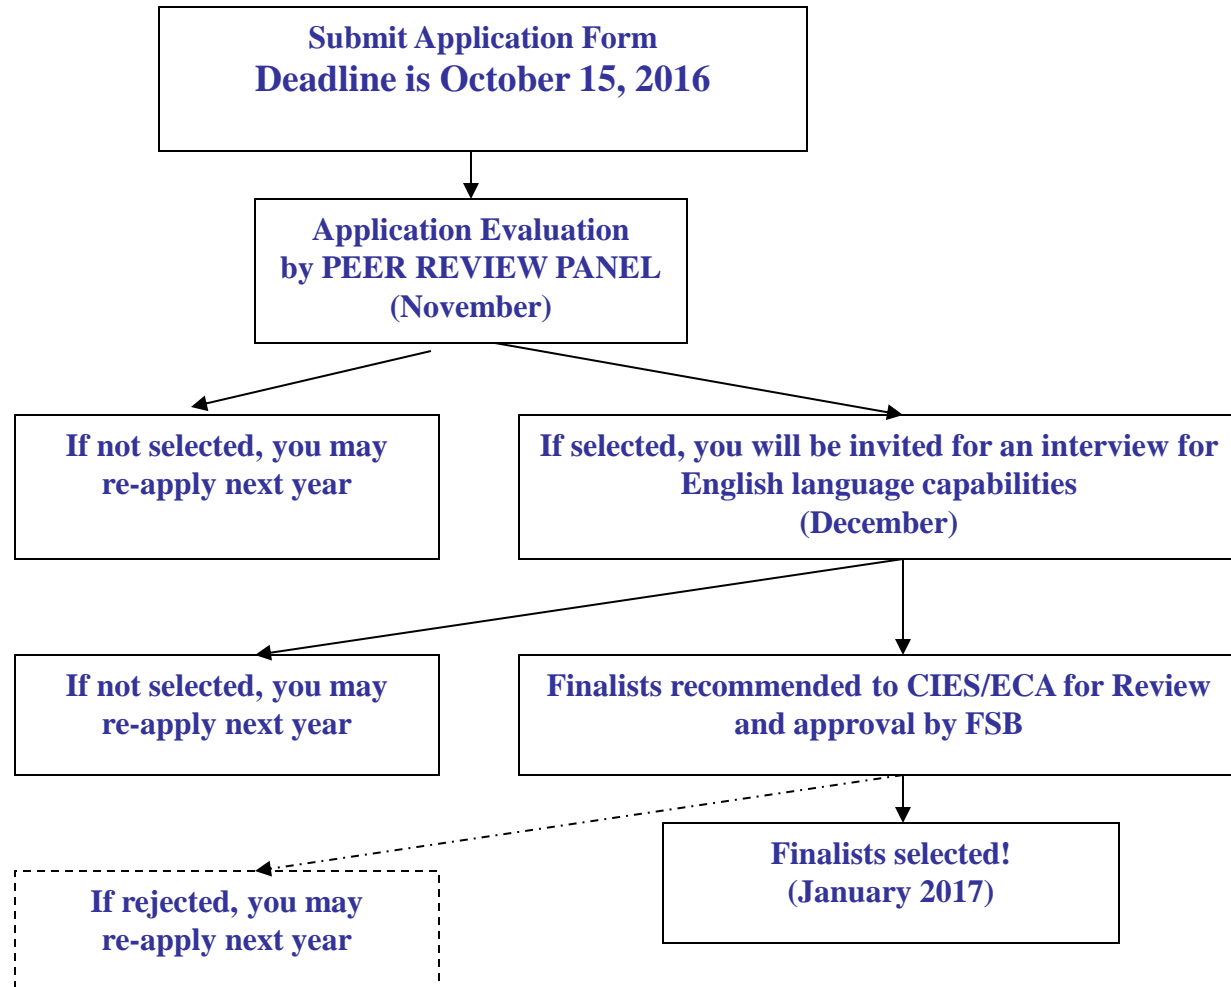 Submit Application Form
Deadline is October 15, 2016
Application Evaluation
by PEER REVIEW PANEL
(November)
If not selected, you may
re-apply next year
If selected, you will be invited for an interview for
English language capabilities
(December)
If not selected, you may
re-apply next year
Finalists recommended to CIES/ECA for Review
and approval by FSB
Finalists selected!
(January 2017)
If rejected, you may
re-apply next year